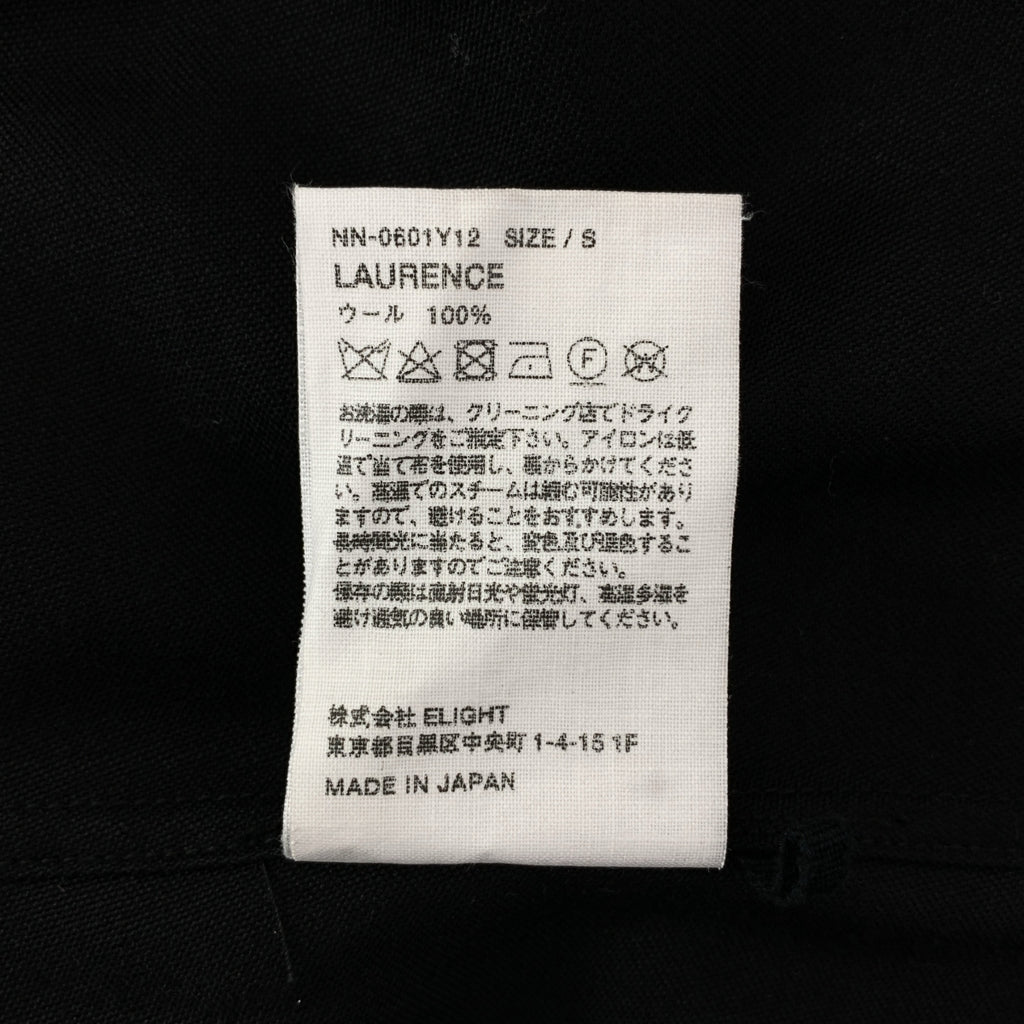 NN-0601Y12 SIZE / S
LAURENCE
ウール 100%
F
W
お洗濯の際は、クリーニング店でドライク
リーニングをご指定下さい。アイロンは低
温で当て布を使用し、裏からかけてくださ
い。高温でのスチームは縮む可能性があり
ますので、避けることをおすすめします。
長時間光に当たると、変色及び退色するこ
とがありますのでご注意ください。
保存の際は直射日光や蛍光灯、高温多湿を
避け通気の良い場所に保管してください。
株式会社 ELIGHT
東京都目黒区中央町 1-4-15 1F
MADE IN JAPAN